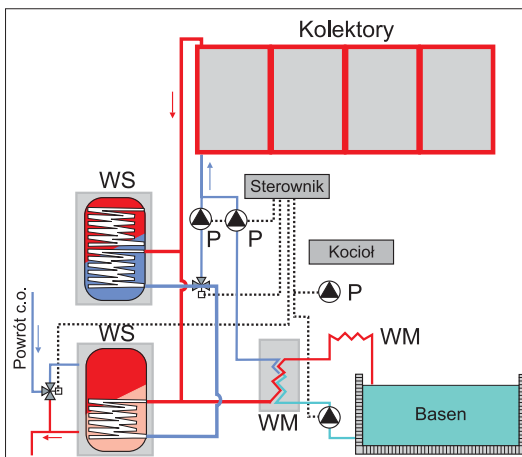 Kolektory
WS
Sterownik
P
P
Kocioł
P
Powrót c.o.
WS
WM
WM
Basen